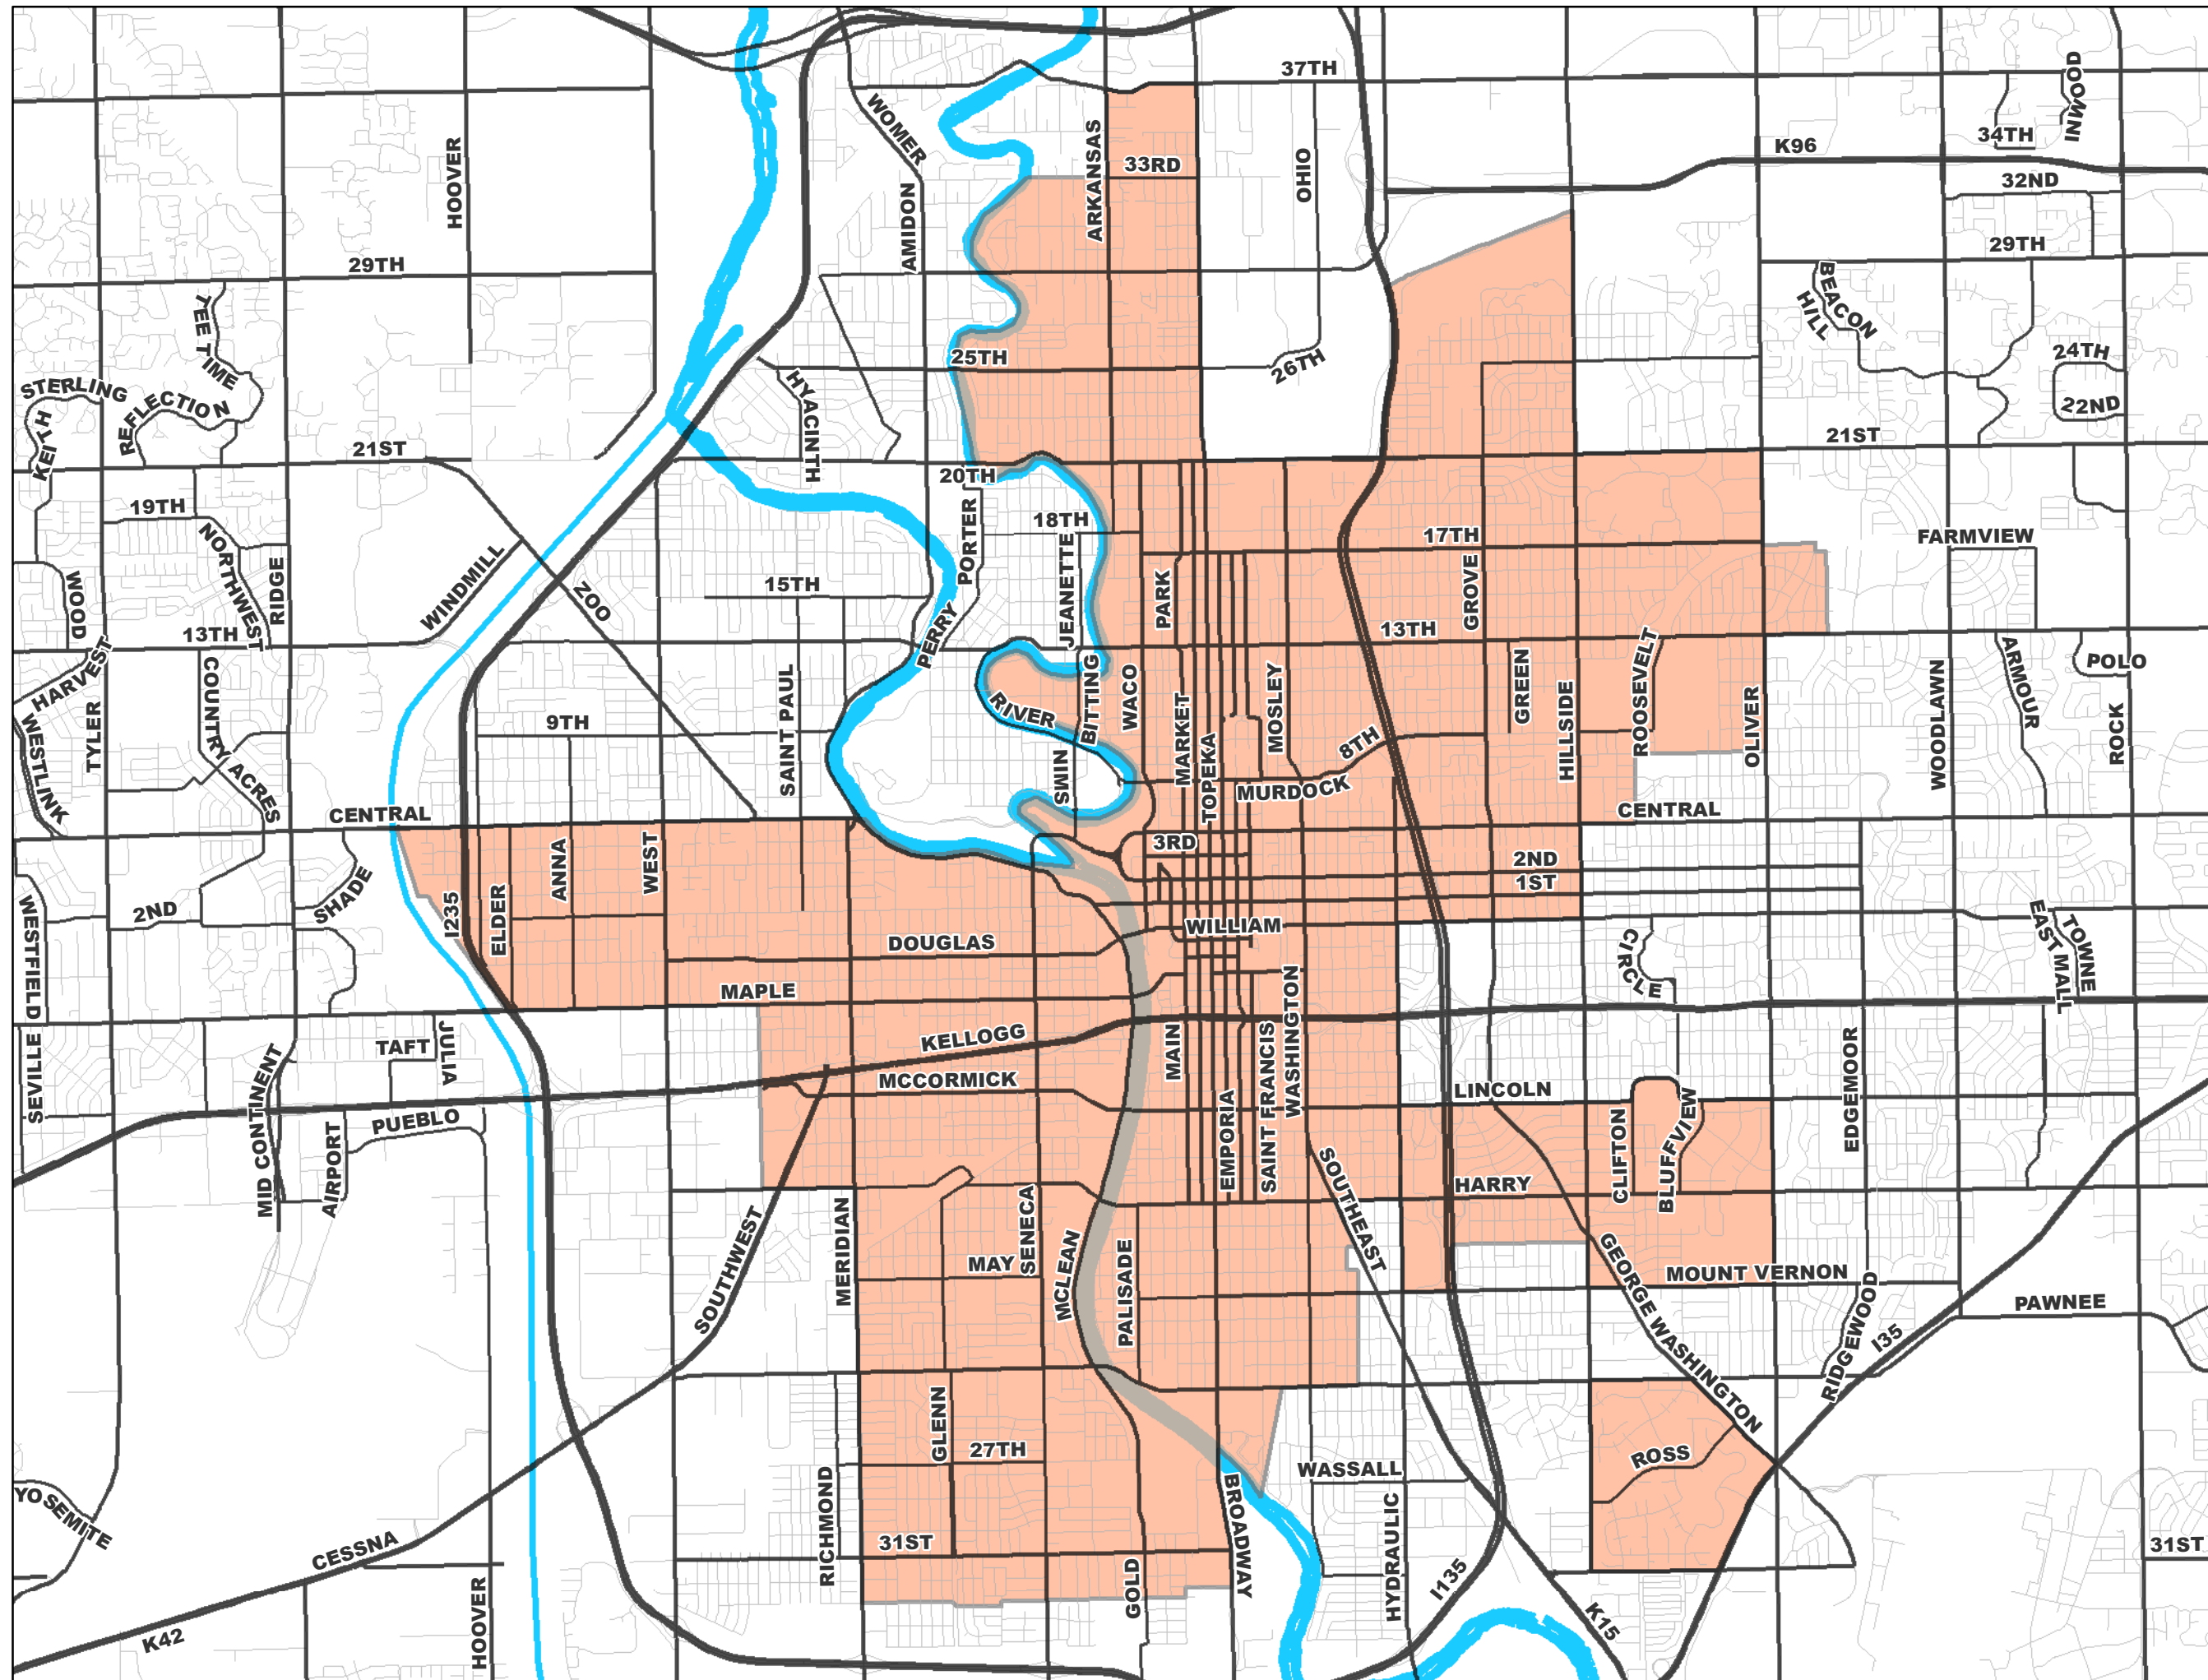 37TH
INWOOD
WOMER
HOOVER
ARKANSAS
34TH
K96
OHIO
33RD
32ND
AMIDON
29TH
29TH
BEACON
HILL
TEE TIME
25TH
26TH
24TH
STERLING
REFLECTION
KEITH
HYACINTH
22ND
21ST
21ST
20TH
19TH
PORTER
18TH
17TH
FARMVIEW
NORTHWEST
WINDMILL
ZOO
JEANETTE
GROVE
RIDGE
15TH
PARK
WOOD
13TH
13TH
PERRY
HARVEST
COUNTRY ACRES
ROOSEVELT
ARMOUR
POLO
GREEN
WOODLAWN
SAINT PAUL
BITTING
WACO
MOSLEY
HILLSIDE
OLIVER
ROCK
TYLER
WESTLINK
9TH
RIVER
MARKET
TOPEKA
8TH
SWIN
MURDOCK
CENTRAL
CENTRAL
3RD
ANNA
WEST
2ND
1ST
SHADE
2ND
I235
ELDER
WESTFIELD
WILLIAM
DOUGLAS
CIRCLE
EAST MALL
TOWNE
MAPLE
WASHINGTON
KELLOGG
MAIN
SAINT FRANCIS
TAFT
JULIA
SEVILLE
MID CONTINENT
MCCORMICK
LINCOLN
EDGEMOOR
PUEBLO
AIRPORT
EMPORIA
CLIFTON
BLUFFVIEW
HARRY
SOUTHEAST
MERIDIAN
SENECA
SOUTHWEST
MCLEAN
PALISADE
MAY
GEORGE WASHINGTON
MOUNT VERNON
RIDGEWOOD
I35
PAWNEE
GLENN
27TH
ROSS
WASSALL
RICHMOND
BROADWAY
HYDRAULIC
YOSEMITE
31ST
31ST
CESSNA
GOLD
I135
HOOVER
K15
K42